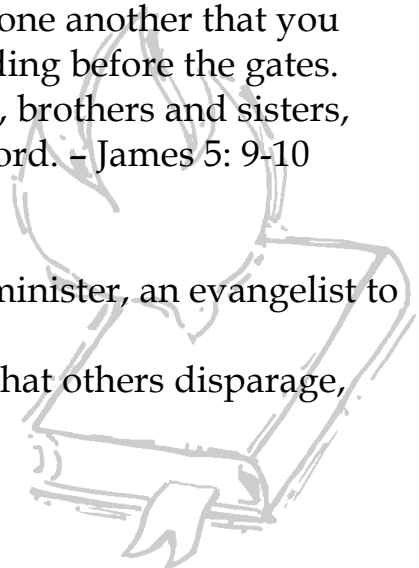 one another that you
ding before the gates.
, brothers and sisters,
ord. – James 5: 9-10
minister, an evangelist to
hat others disparage,